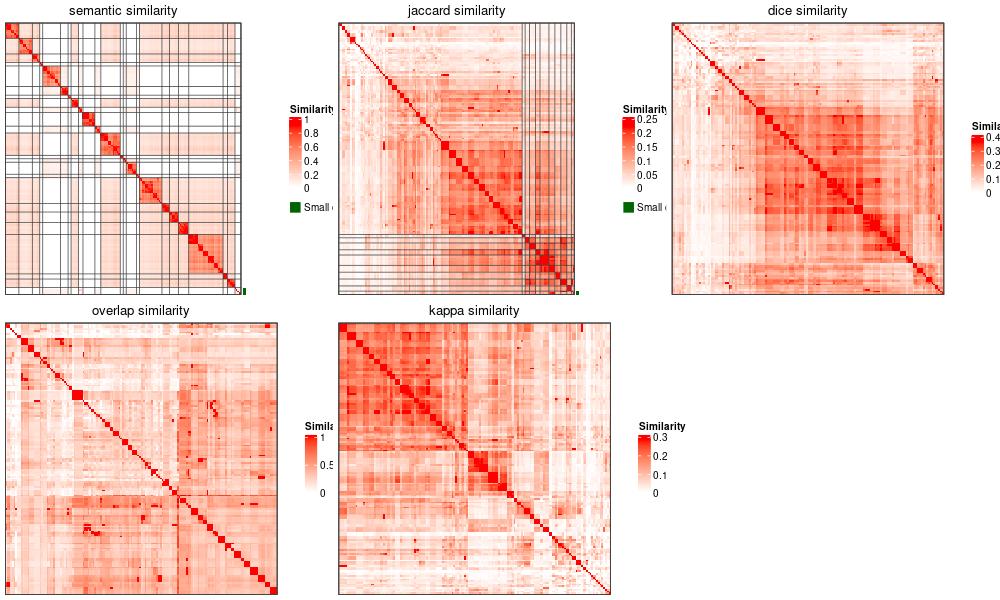 semantic similarity
Similarity
1
0.8
0.6
0.4
0.2
0
Small
jaccard similarity
Similarity
0.25
0.2
0.15
0.1
0.05
0
Small
dice similarity
Simila
0.4
0.3
0.2
0.1
0
overlap similarity
Simila
1
0.5
0
kappa similarity
Similarity
0.3
0.2
0.1
0